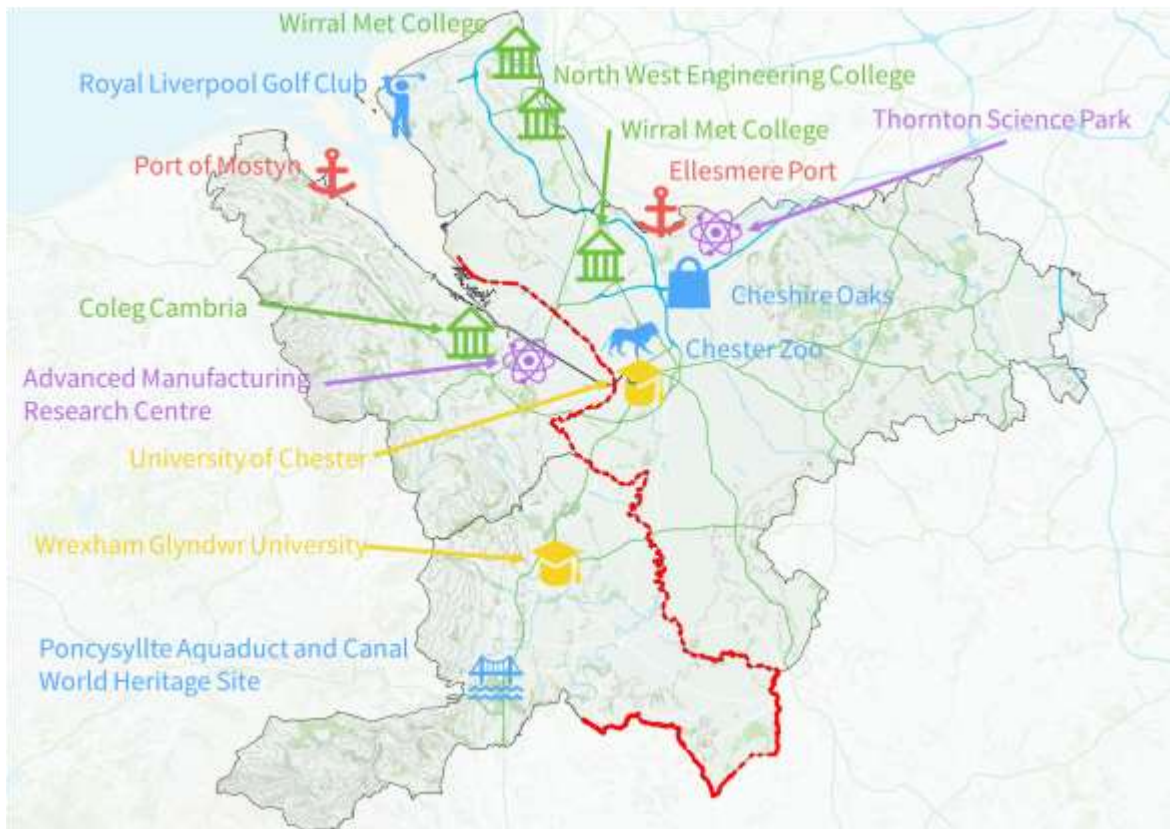 Wirral Met College
North West Engineering College
Royal Liverpool Golf Club
Wirral Met College
Thornton Science Park
Port of Mostyn
Ellesmere Port
Cheshire Oaks
Coleg Cambria
Chester Zoo
Advanced Manufacturing
Research Centre
University of Chester
Wrexham Glyndwr University
Poncysyllte Aquaduct and Canal
World Heritage Site